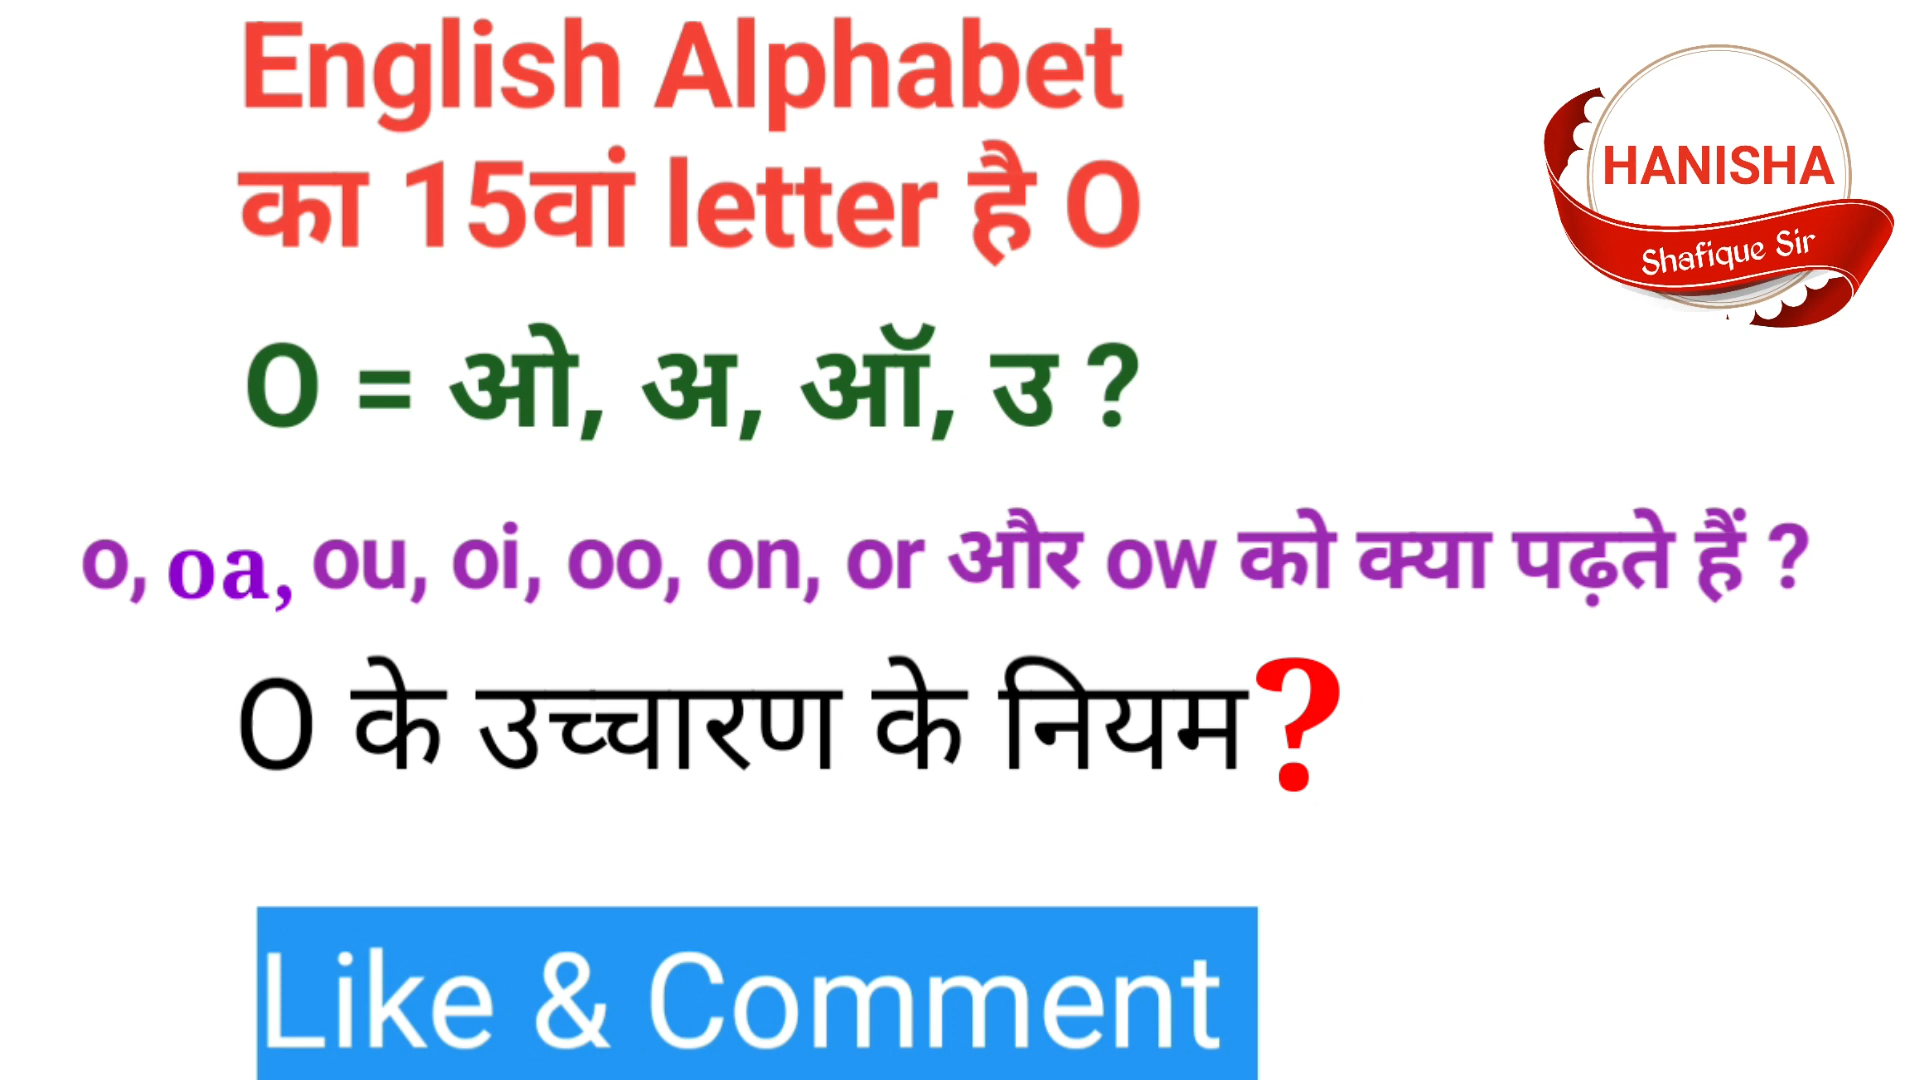 English Alphabet
का 15वां letter है O
O = ओ, अ, ऑ, उ ?
o, oa, ou, oi, oo, on, or और ow को क्या पढ़ते हैं ?
O के उच्चारण के नियम?
Like & Comment
HANISHA
Shafique Sir